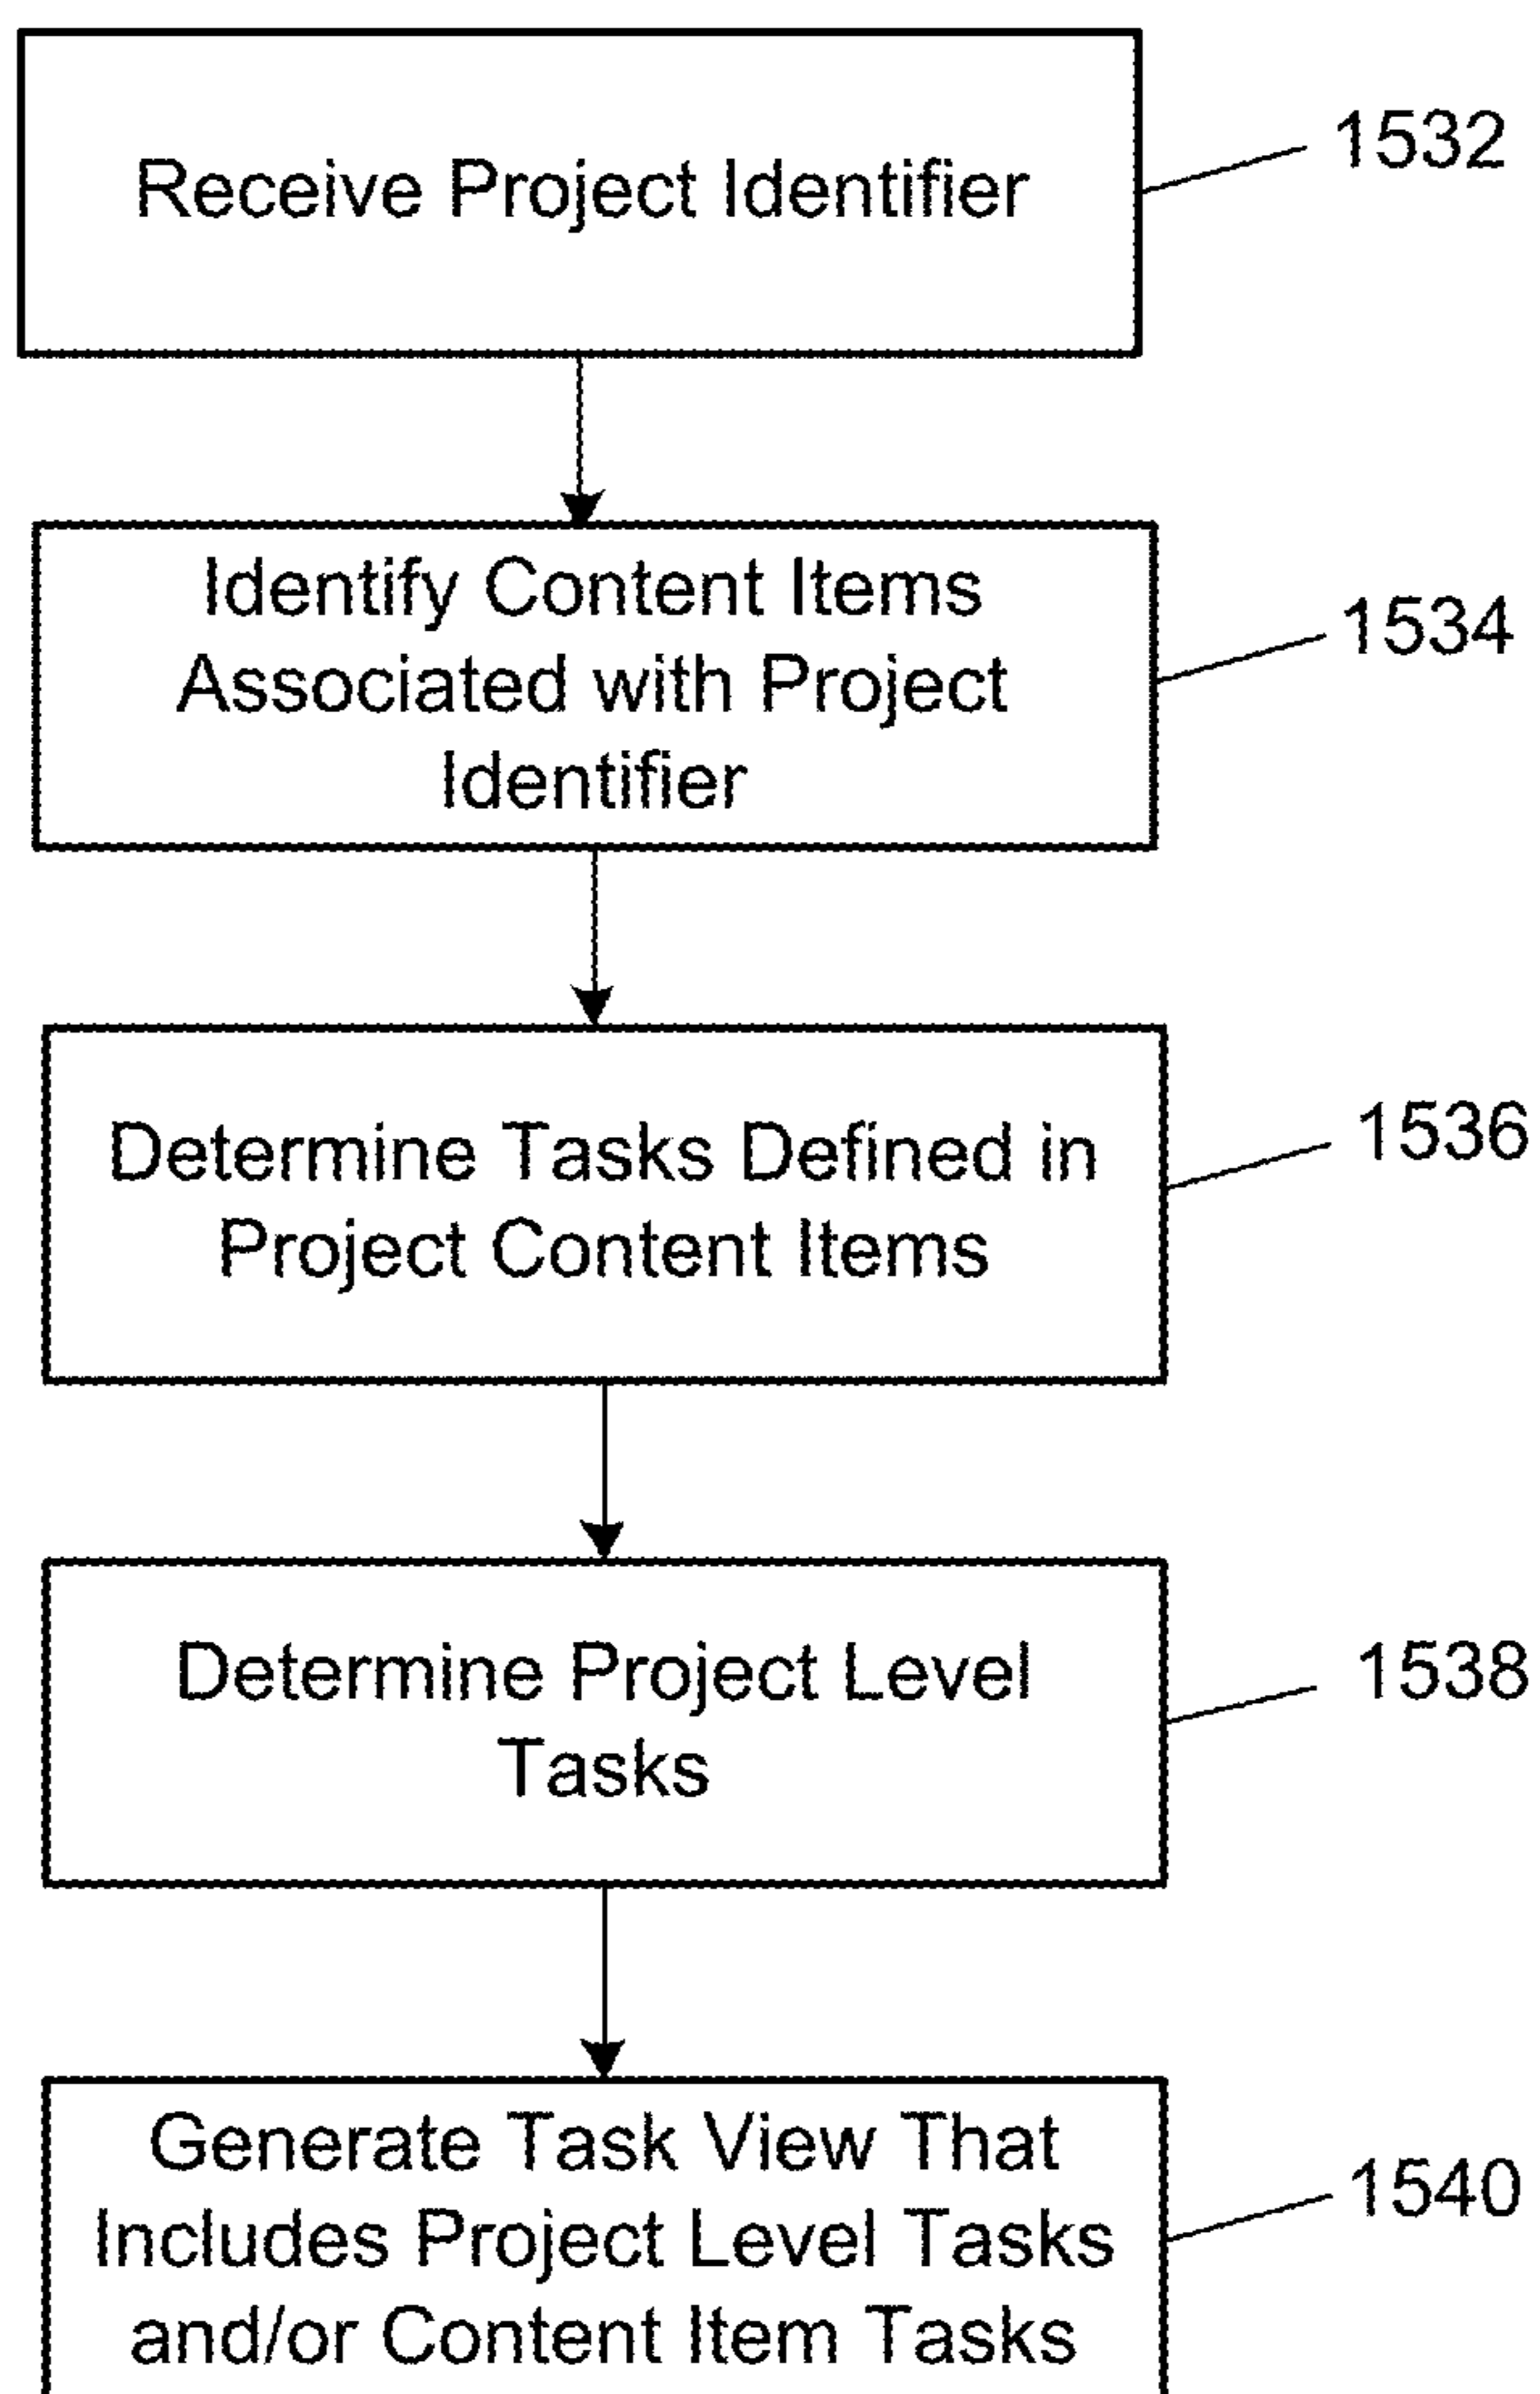 Receive Project Identifier
1532
Identify Content Items
Associated with Project
Identifier
1534
Determine Tasks Defined in
Project Content Items
1536
Determine Project Level
Tasks
1538
Generate Task View That
Includes Project Level Tasks
and/or Content Item Tasks
1540